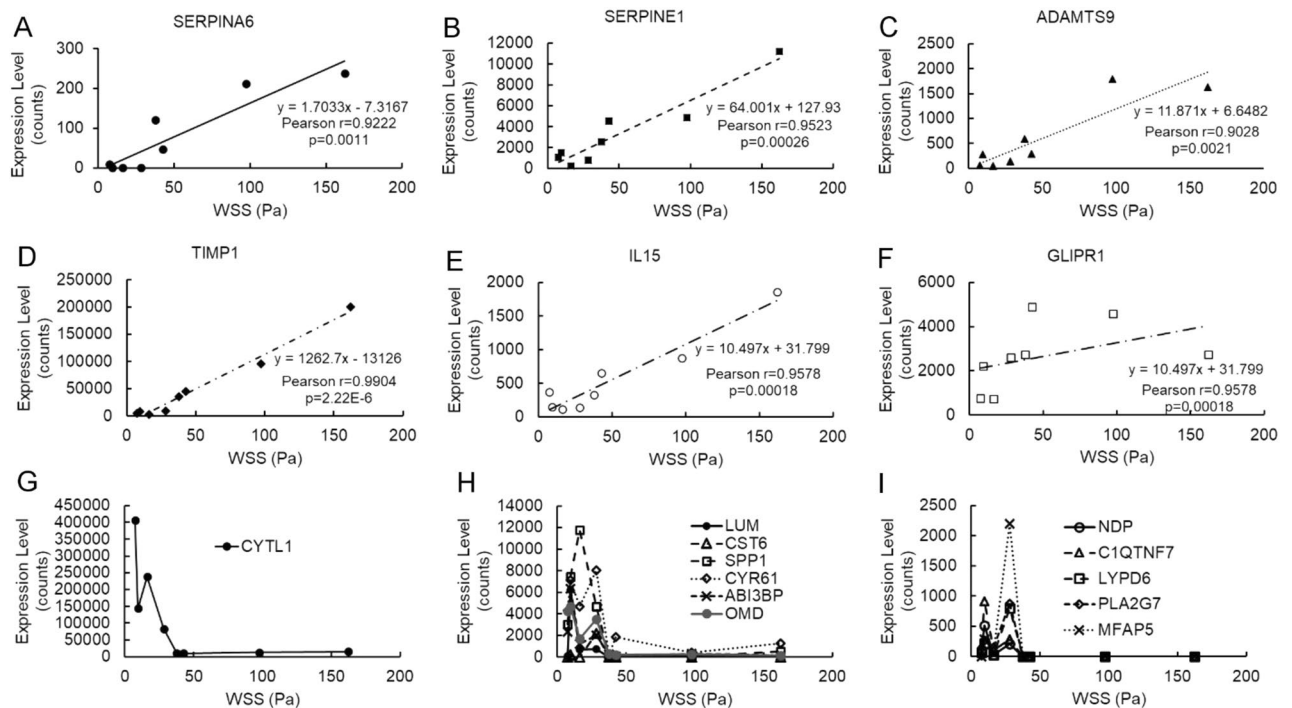 A
SERPINA6
Expression Level
(counts)
300
200
100
0
y = 1.7033x - 7.3167
Pearson r=0.9222
p=0.0011
0 50 100 150 200
WSS (Pa)
B
SERPINE1
Expression Level
(counts)
12000
10000
8000
6000
4000
2000
0
y = 64.001x + 127.93
Pearson r=0.9523
p=0.00026
0 50 100 150 200
WSS (Pa)
C
ADAMTS9
Expression Level
(counts)
2500
2000
1500
1000
500
0
y = 11.871x + 6.6482
Pearson r=0.9028
p=0.0021
0 50 100 150 200
WSS (Pa)
D
TIMP1
Expression Level
(counts)
250000
200000
150000
100000
50000
0
y = 1262.7x - 13126
Pearson r=0.9904
p=2.22E-6
0 50 100 150 200
WSS (Pa)
E
IL15
Expression Level
(counts)
2000
1500
1000
500
0
y = 10.497x + 31.799
Pearson r=0.9578
p=0.00018
0 50 100 150 200
WSS (Pa)
F
GLIPR1
Expression Level
(counts)
6000
4000
2000
0
y = 10.497x + 31.799
Pearson r=0.9578
p=0.00018
0 50 100 150 200
WSS (Pa)
G
Expression Level
(counts)
450000
400000
350000
300000
250000
200000
150000
100000
50000
0
CYTL1
0 50 100 150 200
WSS (Pa)
H
Expression Level
(counts)
14000
12000
10000
8000
6000
4000
2000
0
LUM
CST6
SPP1
CYR61
ABI3BP
OMD
0 50 100 150 200
WSS (Pa)
I
Expression Level
(counts)
2500
2000
1500
1000
500
0
NDP
C1QTNF7
LYPD6
PLA2G7
MFAP5
0 50 100 150 200
WSS (Pa)